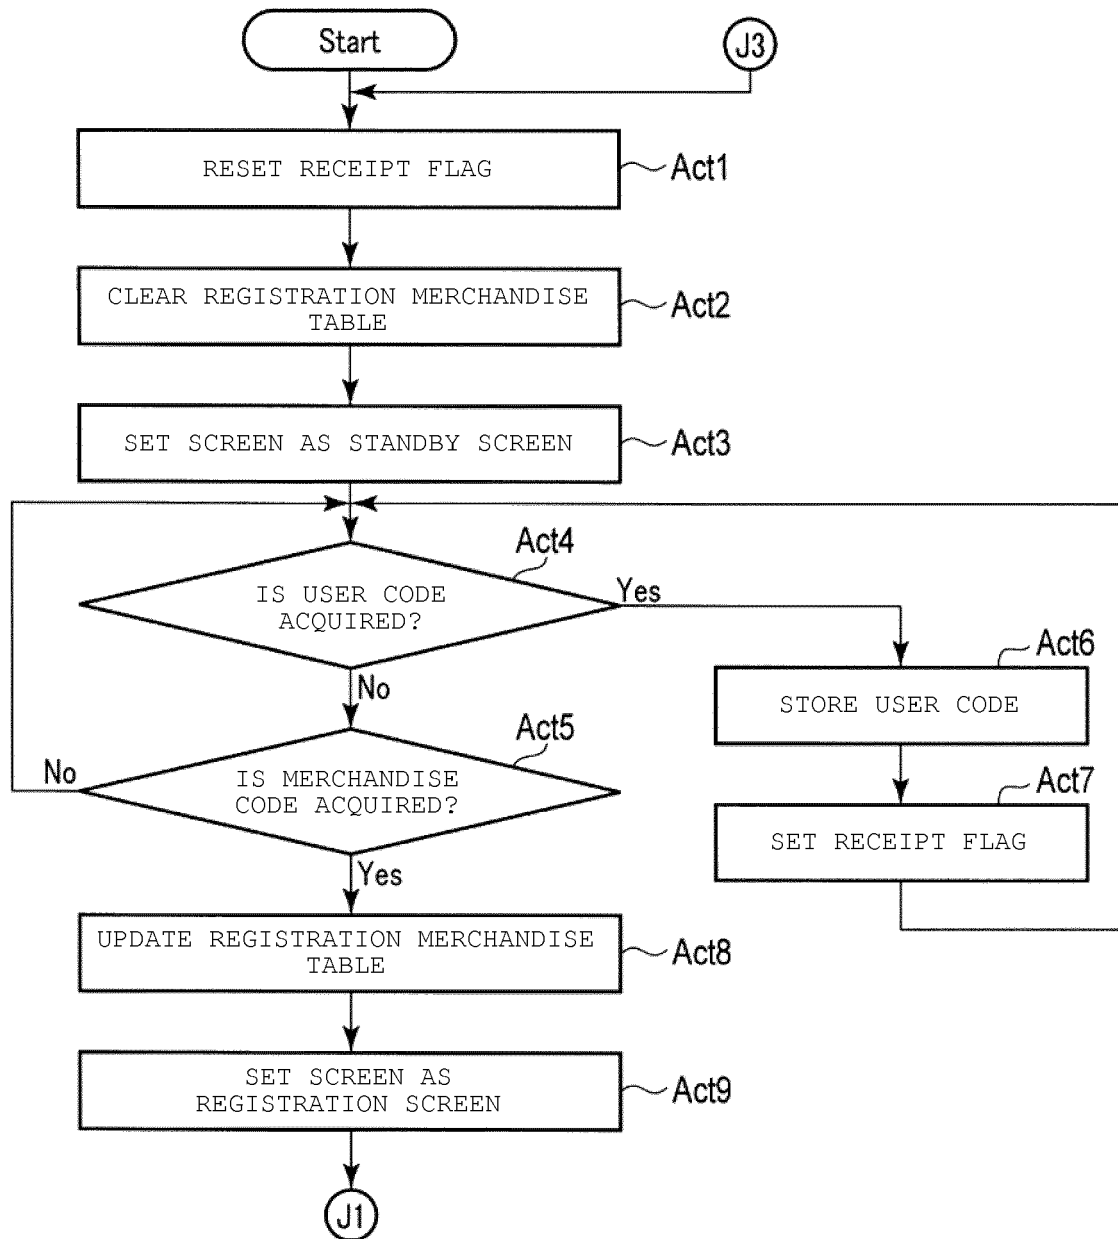 Start
J3
RESET RECEIPT FLAG
Act1
CLEAR REGISTRATION MERCHANDISE
TABLE
Act2
SET SCREEN AS STANDBY SCREEN
Act3
Act4
IS USER CODE
ACQUIRED?
Yes
No
Act6
STORE USER CODE
Act5
IS MERCHANDISE
CODE ACQUIRED?
No
Yes
Act7
SET RECEIPT FLAG
UPDATE REGISTRATION MERCHANDISE
TABLE
Act8
SET SCREEN AS
REGISTRATION SCREEN
Act9
J1